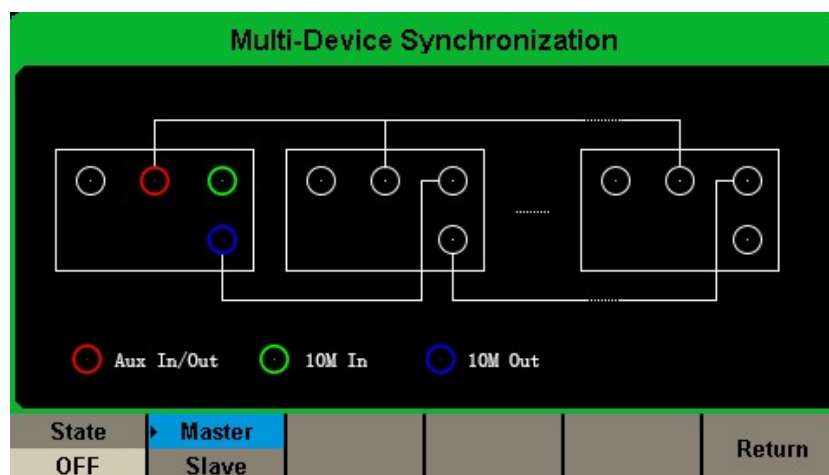 Multi-Device Synchronization
Aux In/Out 10M In 10M Out
State Master
OFF Slave Return